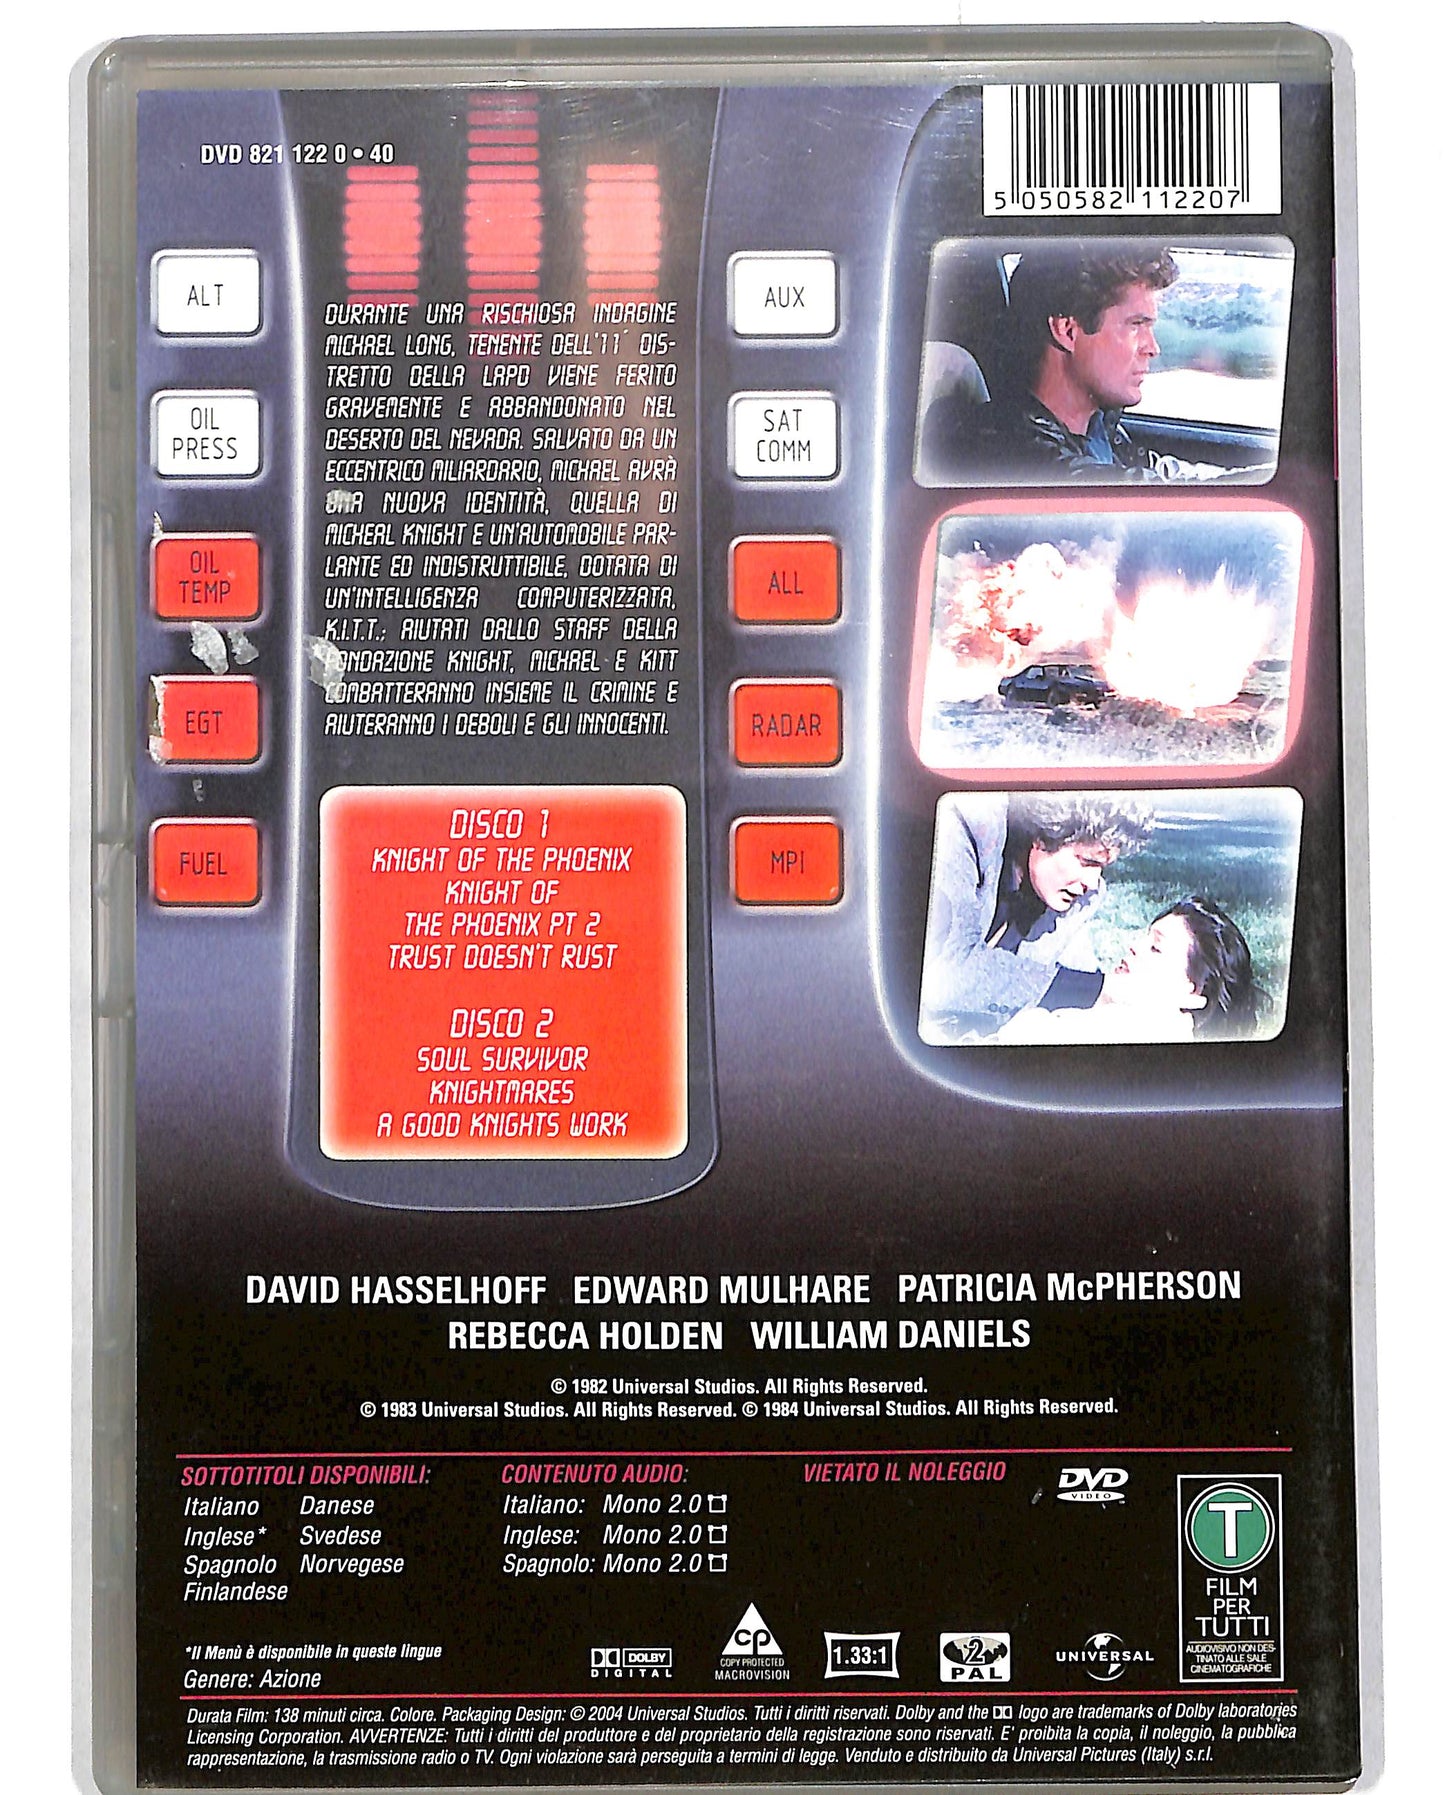 DVD 821 122 0 • 40
5 050582 112207
ALT
OIL
PRESS
OIL
TEMP
EGT
FUEL
DURANTE UNA RISCHIOSA INDAGINE
MICHAEL LONG, TENENTE DELL'11° DIS-
TRETTO DELLA LAPD VIENE FERITO
GRAVEMENTE E ABBANDONATO NEL
DESERTO DEL NEVADA. SALVATO DA UN
ECCENTRICO MILIARDARIO, MICHAEL AVRÀ
UNA NUOVA IDENTITÀ, QUELLA DI
MICHEAL KNIGHT E UN'AUTOMOBILE PAR-
LANTE ED INDISTRUTTIBILE, DOTATA DI
UN'INTELLIGENZA COMPUTERIZZATA,
K.I.T.T.; AIUTATI DALLO STAFF DELLA
FONDAZIONE KNIGHT, MICHAEL E KITT
COMBATTERANNO INSIEME IL CRIMINE E
AIUTERANNO I DEBOLI E GLI INNOCENTI.
AUX
SAT
COMM
ALL
RADAR
MPI
DISCO 1
KNIGHT OF THE PHOENIX
KNIGHT OF
THE PHOENIX PT 2
TRUST DOESN'T RUST
DISCO 2
SOUL SURVIVOR
KNIGHTMARES
A GOOD KNIGHTS WORK
DAVID HASSELHOFF EDWARD MULHARE PATRICIA McPHERSON
REBECCA HOLDEN WILLIAM DANIELS
© 1982 Universal Studios. All Rights Reserved.
© 1983 Universal Studios. All Rights Reserved. © 1984 Universal Studios. All Rights Reserved.
SOTTOTITOLI DISPONIBILI:
Italiano Danese
Inglese* Svedese
Spagnolo Norvegese
Finlandese
*Il Menù è disponibile in queste lingue
Genere: Azione
CONTENUTO AUDIO:
Italiano: Mono 2.0
Inglese: Mono 2.0
Spagnolo: Mono 2.0
VIETATO IL NOLEGGIO
DVD
VIDEO
T
FILM
PER
TUTTI
AUDIOVISIVO NON DES-
TINATO ALLE SALE
CINEMATOGRAFICHE
DOLBY
DIGITAL
cp
COPY PROTECTED
MACROVISION
1.33:1
2
PAL
UNIVERSAL
Durata Film: 138 minuti circa. Colore. Packaging Design: © 2004 Universal Studios. Tutti i diritti riservati. Dolby and the logo are trademarks of Dolby laboratories
Licensing Corporation. AVVERTENZE: Tutti i diritti del produttore e del proprietario della registrazione sono riservati. E' proibita la copia, il noleggio, la pubblica
rappresentazione, la trasmissione radio o TV. Ogni violazione sarà perseguita a termini di legge. Venduto e distribuito da Universal Pictures (Italy) s.r.l.